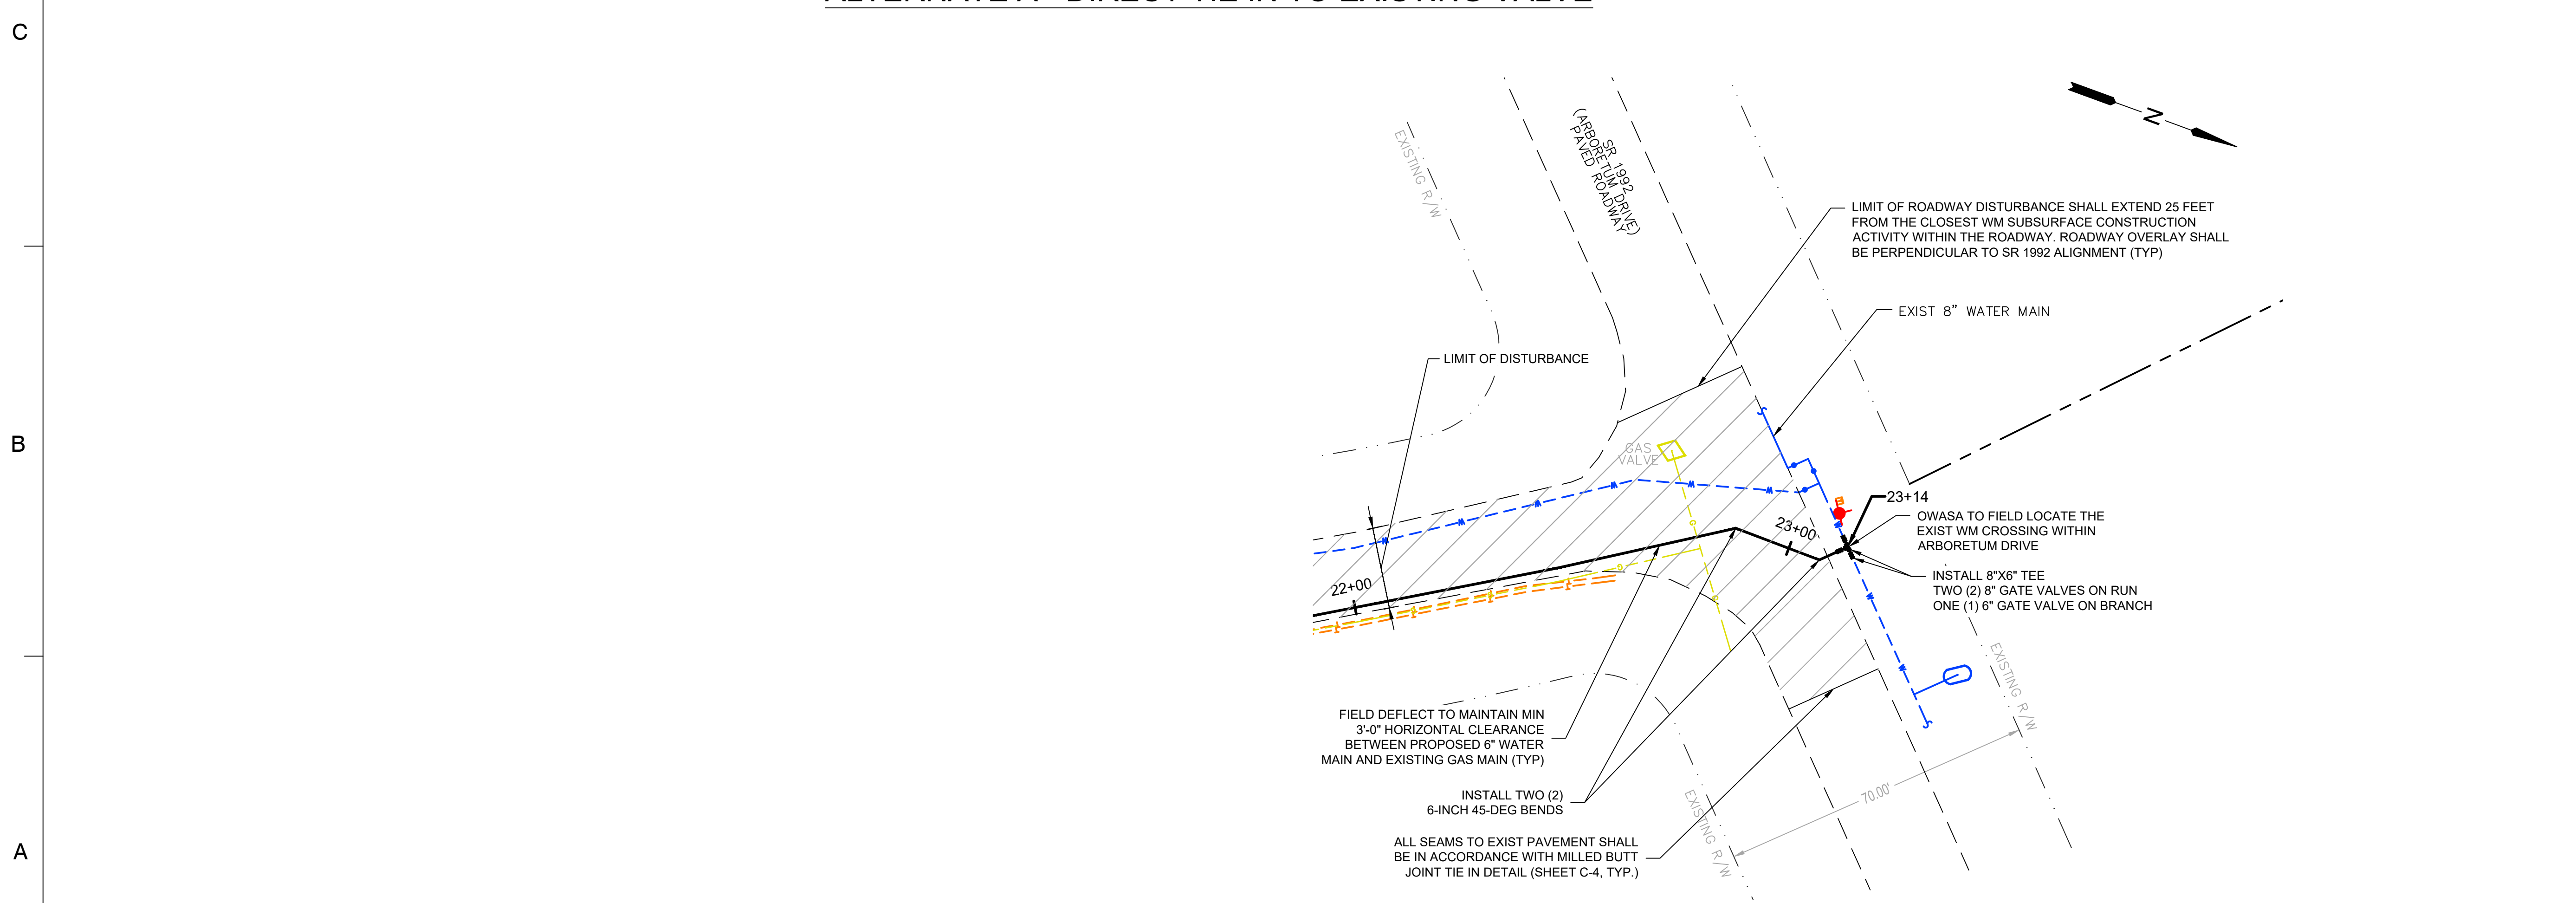 C
B
A
N
EXISTING R/W
SR 1992
(ARBORETUM DRIVE)
PAVED ROADWAY
LIMIT OF ROADWAY DISTURBANCE SHALL EXTEND 25 FEET
FROM THE CLOSEST WM SUBSURFACE CONSTRUCTION
ACTIVITY WITHIN THE ROADWAY. ROADWAY OVERLAY SHALL
BE PERPENDICULAR TO SR 1992 ALIGNMENT (TYP)
EXIST 8" WATER MAIN
LIMIT OF DISTURBANCE
GAS
VALVE
23+14
23+00
22+00
OWASA TO FIELD LOCATE THE
EXIST WM CROSSING WITHIN
ARBORETUM DRIVE
INSTALL 8"X6" TEE
TWO (2) 8" GATE VALVES ON RUN
ONE (1) 6" GATE VALVE ON BRANCH
EXISTING R/W
FIELD DEFLECT TO MAINTAIN MIN
3'-0" HORIZONTAL CLEARANCE
BETWEEN PROPOSED 6" WATER
MAIN AND EXISTING GAS MAIN (TYP)
INSTALL TWO (2)
6-INCH 45-DEG BENDS
70.00'
EXISTING R/W
ALL SEAMS TO EXIST PAVEMENT SHALL
BE IN ACCORDANCE WITH MILLED BUTT
JOINT TIE IN DETAIL (SHEET C-4, TYP.)